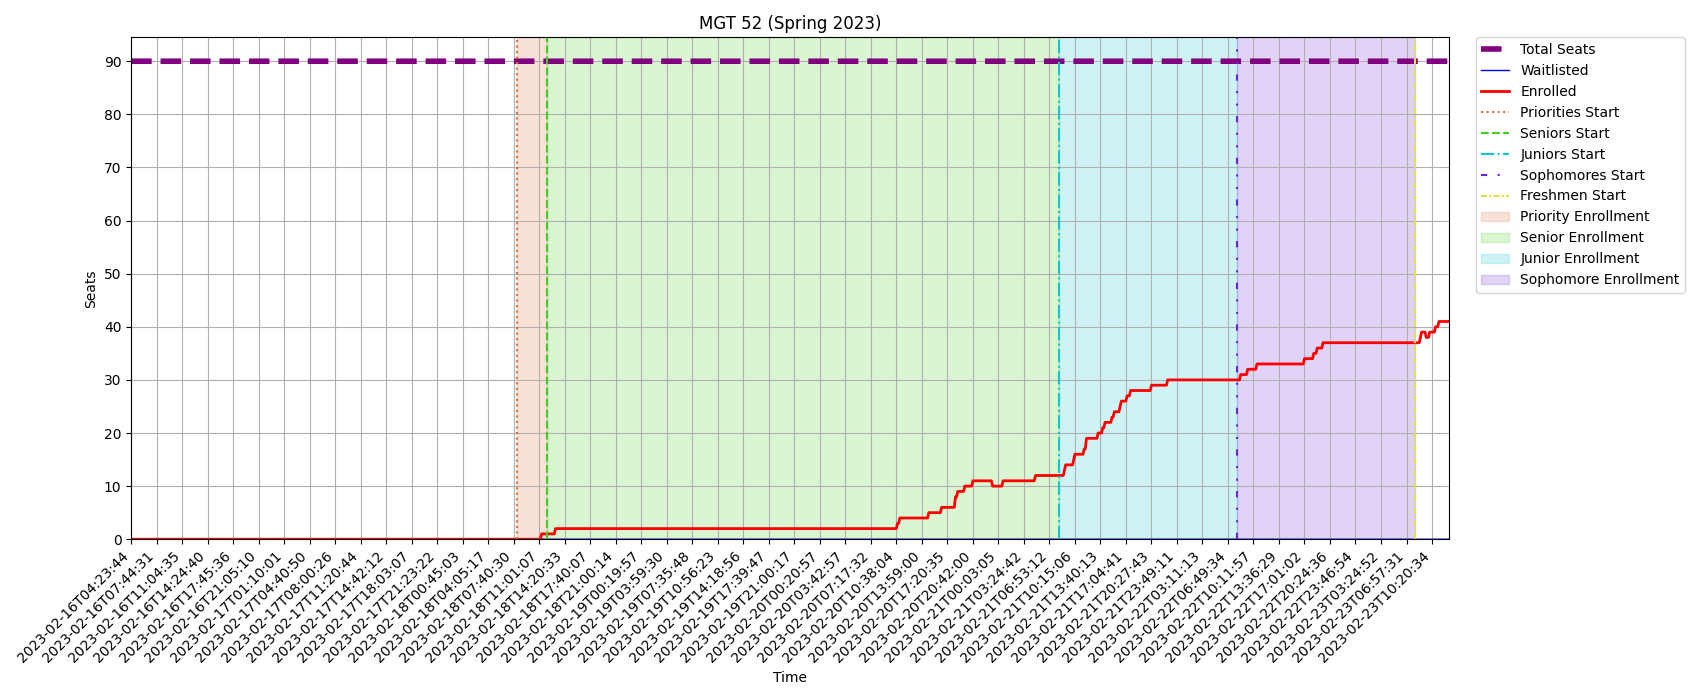 MGT 52 (Spring 2023)
Seats
90
80
70
60
50
40
30
20
10
0
2023-02-16T04:23:44
2023-02-16T07:44:31
2023-02-16T11:04:35
2023-02-16T14:24:40
2023-02-16T17:45:36
2023-02-16T21:05:10
2023-02-17T01:10:01
2023-02-17T04:40:50
2023-02-17T08:00:26
2023-02-17T11:20:44
2023-02-17T14:42:12
2023-02-17T18:03:07
2023-02-17T21:23:22
2023-02-18T00:45:03
2023-02-18T04:05:17
2023-02-18T07:40:30
2023-02-18T11:01:07
2023-02-18T14:20:33
2023-02-18T17:40:07
2023-02-18T21:00:14
2023-02-19T00:19:57
2023-02-19T03:59:30
2023-02-19T07:35:48
2023-02-19T10:56:23
2023-02-19T14:18:56
2023-02-19T17:39:47
2023-02-19T21:00:17
2023-02-20T00:20:57
2023-02-20T03:42:57
2023-02-20T07:17:32
2023-02-20T10:38:04
2023-02-20T13:59:00
2023-02-20T17:20:35
2023-02-20T20:42:00
2023-02-21T00:03:05
2023-02-21T03:24:42
2023-02-21T06:53:12
2023-02-21T10:15:06
2023-02-21T13:40:13
2023-02-21T17:04:41
2023-02-21T20:27:43
2023-02-21T23:49:11
2023-02-22T03:11:13
2023-02-22T06:49:34
2023-02-22T10:11:57
2023-02-22T13:36:29
2023-02-22T17:01:02
2023-02-22T20:24:36
2023-02-22T23:46:54
2023-02-23T03:24:52
2023-02-23T06:57:31
2023-02-23T10:20:34
Time
Total Seats
Waitlisted
Enrolled
Priorities Start
Seniors Start
Juniors Start
Sophomores Start
Freshmen Start
Priority Enrollment
Senior Enrollment
Junior Enrollment
Sophomore Enrollment